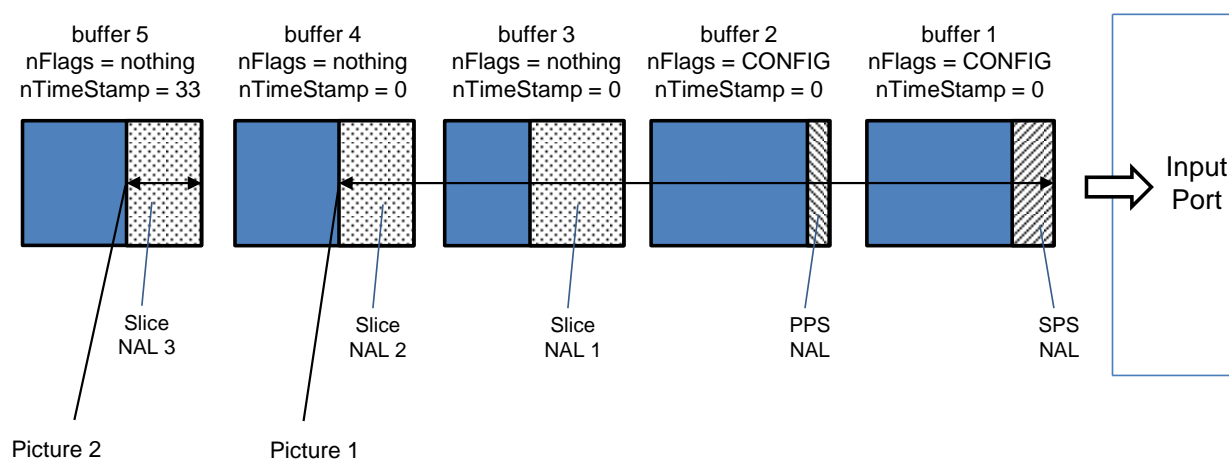 buffer 5
nFlags = nothing
nTimeStamp = 33
buffer 4
nFlags = nothing
nTimeStamp = 0
buffer 3
nFlags = nothing
nTimeStamp = 0
buffer 2
nFlags = CONFIG
nTimeStamp = 0
buffer 1
nFlags = CONFIG
nTimeStamp = 0
Input
Port
Slice
NAL 3
Slice
NAL 2
Slice
NAL 1
PPS
NAL
SPS
NAL
Picture 2
Picture 1